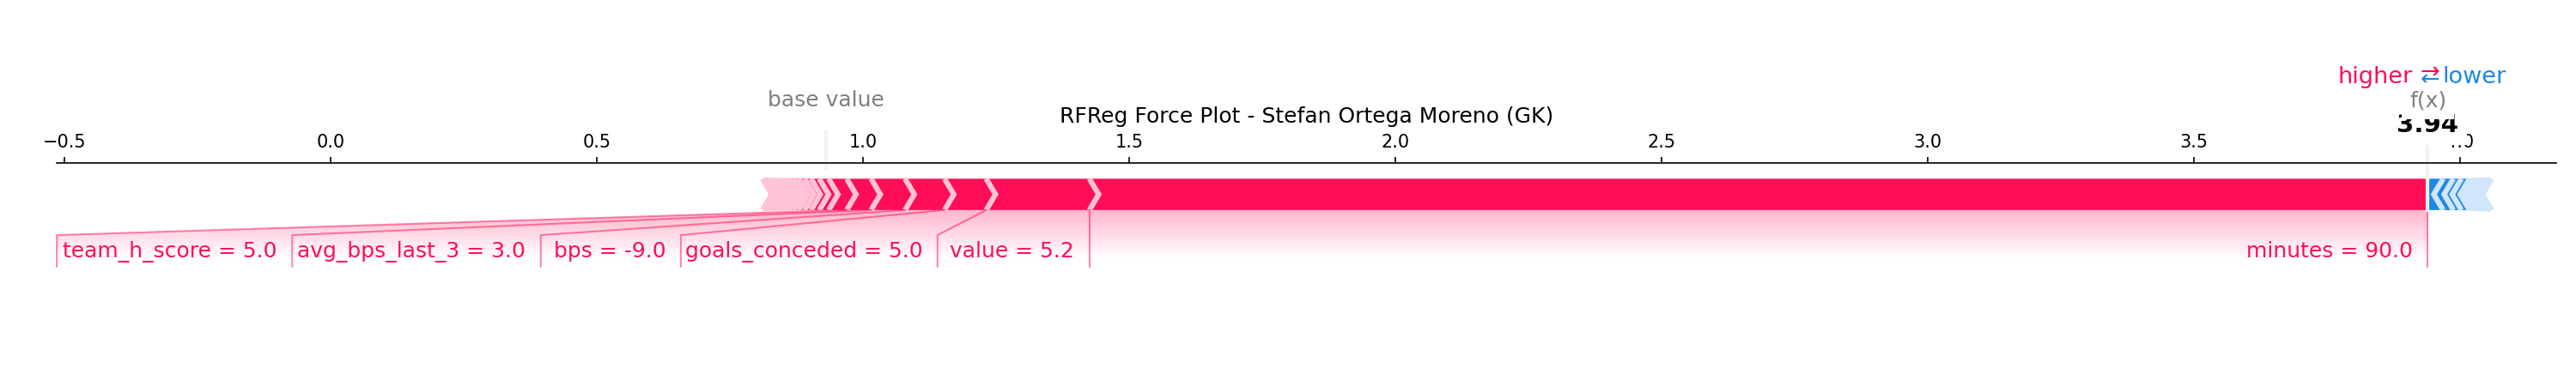 higher ⇄ lower
base value
f(x)
RFReg Force Plot - Stefan Ortega Moreno (GK)
3.94
−0.5 0.0 0.5 1.0 1.5 2.0 2.5 3.0 3.5
team_h_score = 5.0 avg_bps_last_3 = 3.0 bps = -9.0 goals_conceded = 5.0 value = 5.2 minutes = 90.0